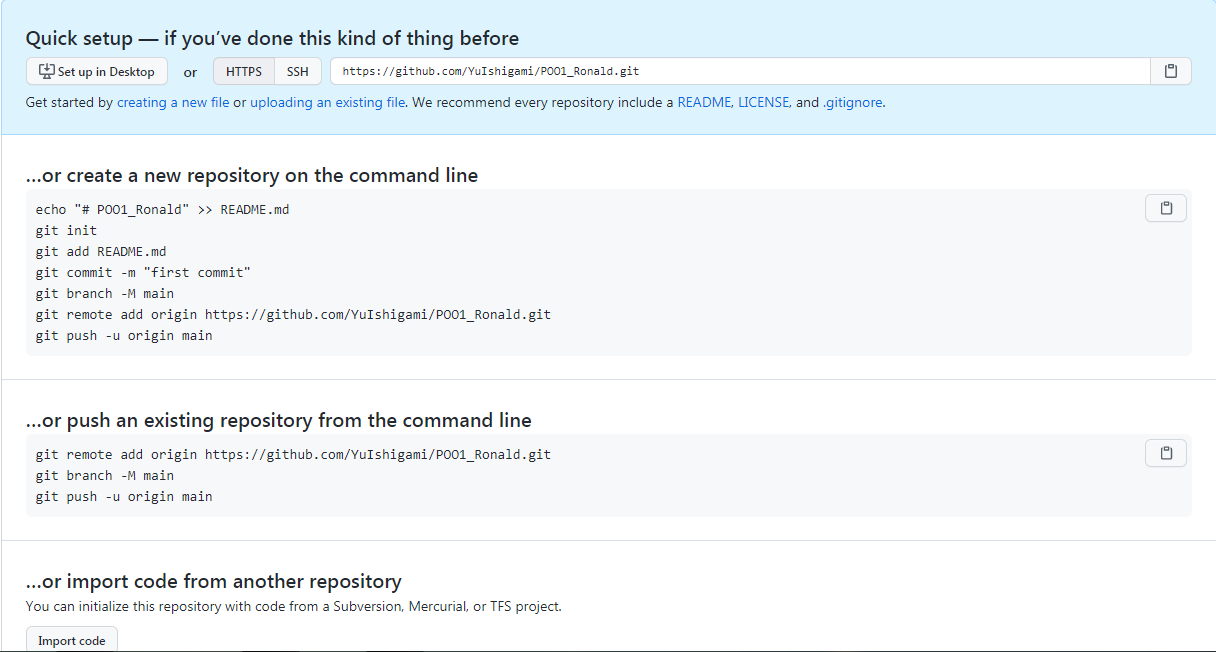 Quick setup — if you’ve done this kind of thing before
Set up in Desktop or HTTPS SSH https://github.com/YuIshigami/POO1_Ronald.git
Get started by creating a new file or uploading an existing file. We recommend every repository include a README, LICENSE, and .gitignore.
…or create a new repository on the command line
echo "# POO1_Ronald" >> README.md
git init
git add README.md
git commit -m "first commit"
git branch -M main
git remote add origin https://github.com/YuIshigami/POO1_Ronald.git
git push -u origin main
…or push an existing repository from the command line
git remote add origin https://github.com/YuIshigami/POO1_Ronald.git
git branch -M main
git push -u origin main
…or import code from another repository
You can initialize this repository with code from a Subversion, Mercurial, or TFS project.
Import code